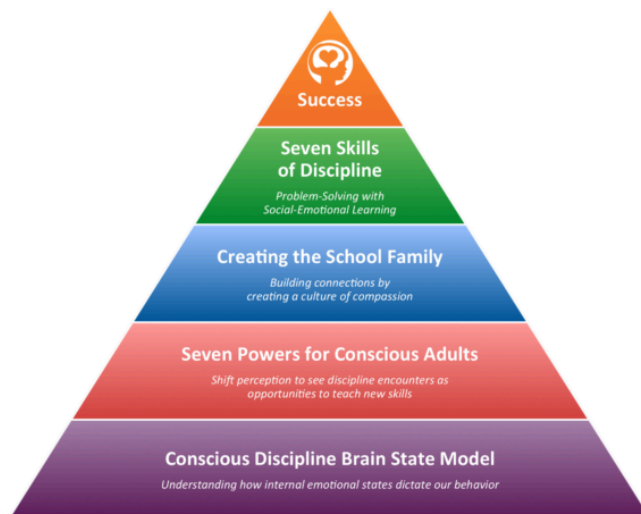 Success
Seven Skills
of Discipline
Problem-Solving with
Social-Emotional Learning
Creating the School Family
Building connections by
creating a culture of compassion
Seven Powers for Conscious Adults
Shift perception to see discipline encounters as
opportunities to teach new skills
Conscious Discipline Brain State Model
Understanding how internal emotional states dictate our behavior